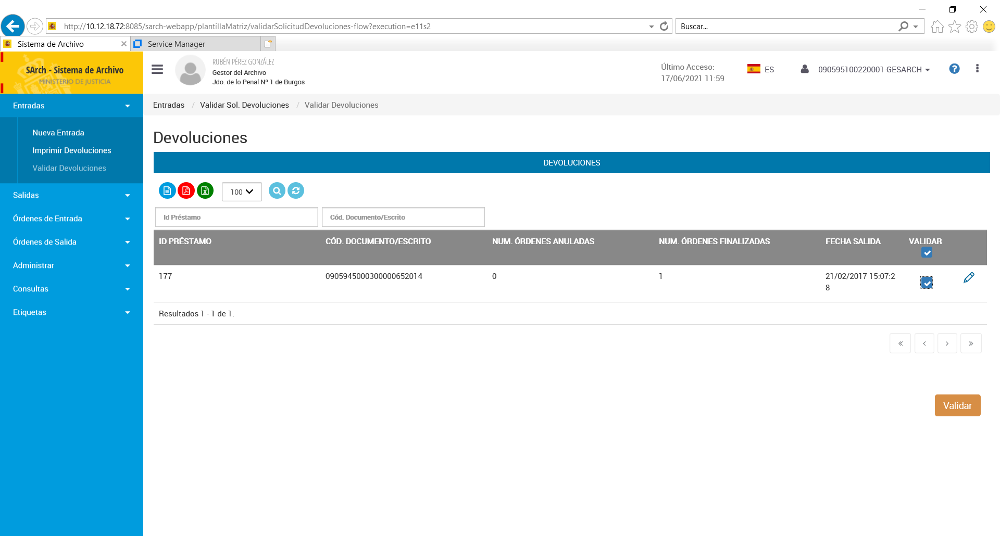 http://10.12.18.72:8085/sarch-webapp/plantillaMatriz/validarSolicitudDevoluciones-flow?execution=e11s2
Buscar...
Sistema de Archivo
Service Manager
SArch - Sistema de Archivo
MINISTERIO DE JUSTICIA
RUBÉN PÉREZ GONZÁLEZ
Gestor del Archivo
Jdo. de lo Penal Nº 1 de Burgos
Último Acceso:
17/06/2021 11:59
ES
090595100220001-GESARCH
?
Entradas / Validar Sol. Devoluciones / Validar Devoluciones
Entradas
Nueva Entrada
Imprimir Devoluciones
Validar Devoluciones
Salidas
Órdenes de Entrada
Órdenes de Salida
Administrar
Consultas
Etiquetas
Devoluciones
DEVOLUCIONES
100
Id Préstamo
Cód. Documento/Escrito
ID PRÉSTAMO
CÓD. DOCUMENTO/ESCRITO
NUM. ÓRDENES ANULADAS
NUM. ÓRDENES FINALIZADAS
FECHA SALIDA
VALIDAR
177
0905945000300000652014
0
1
21/02/2017 15:07:2
8
Resultados 1 - 1 de 1.
« ‹ › »
Validar